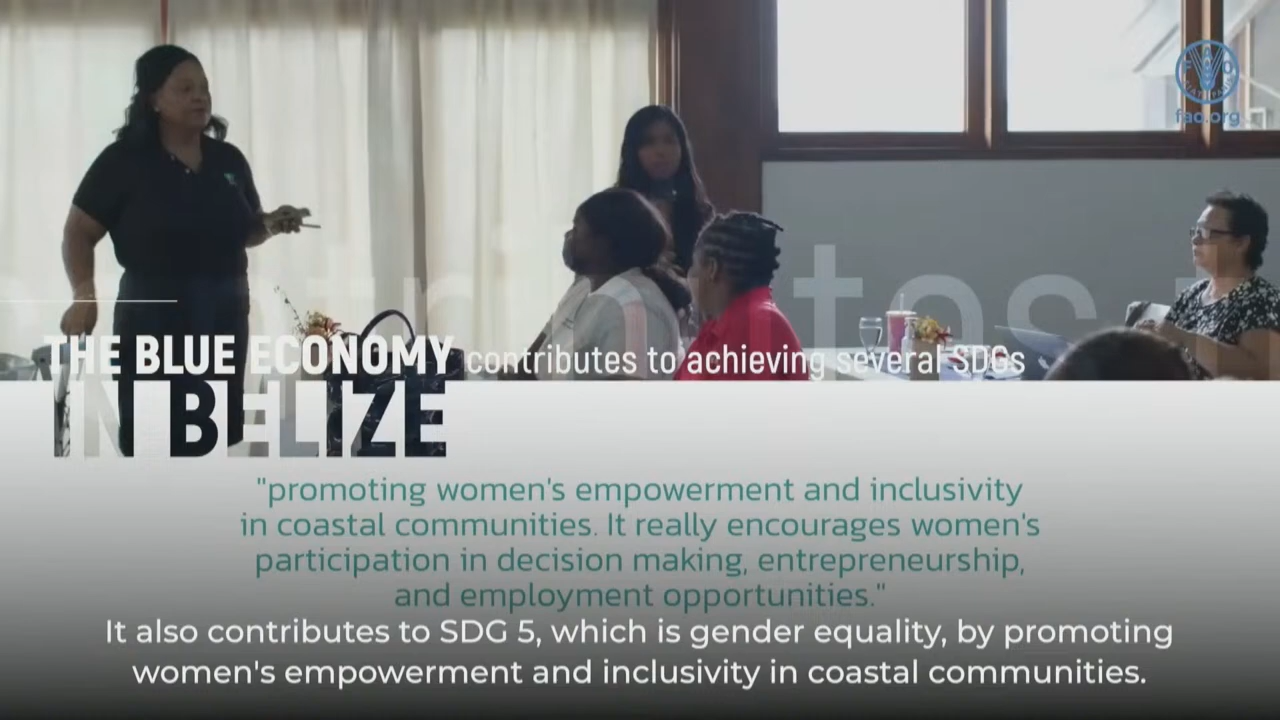 FAO
fao.org
THE BLUE ECONOMY contributes to achieving several SDGs
IN BELIZE
"promoting women's empowerment and inclusivity
in coastal communities. It really encourages women's
participation in decision making, entrepreneurship,
and employment opportunities."
It also contributes to SDG 5, which is gender equality, by promoting
women's empowerment and inclusivity in coastal communities.